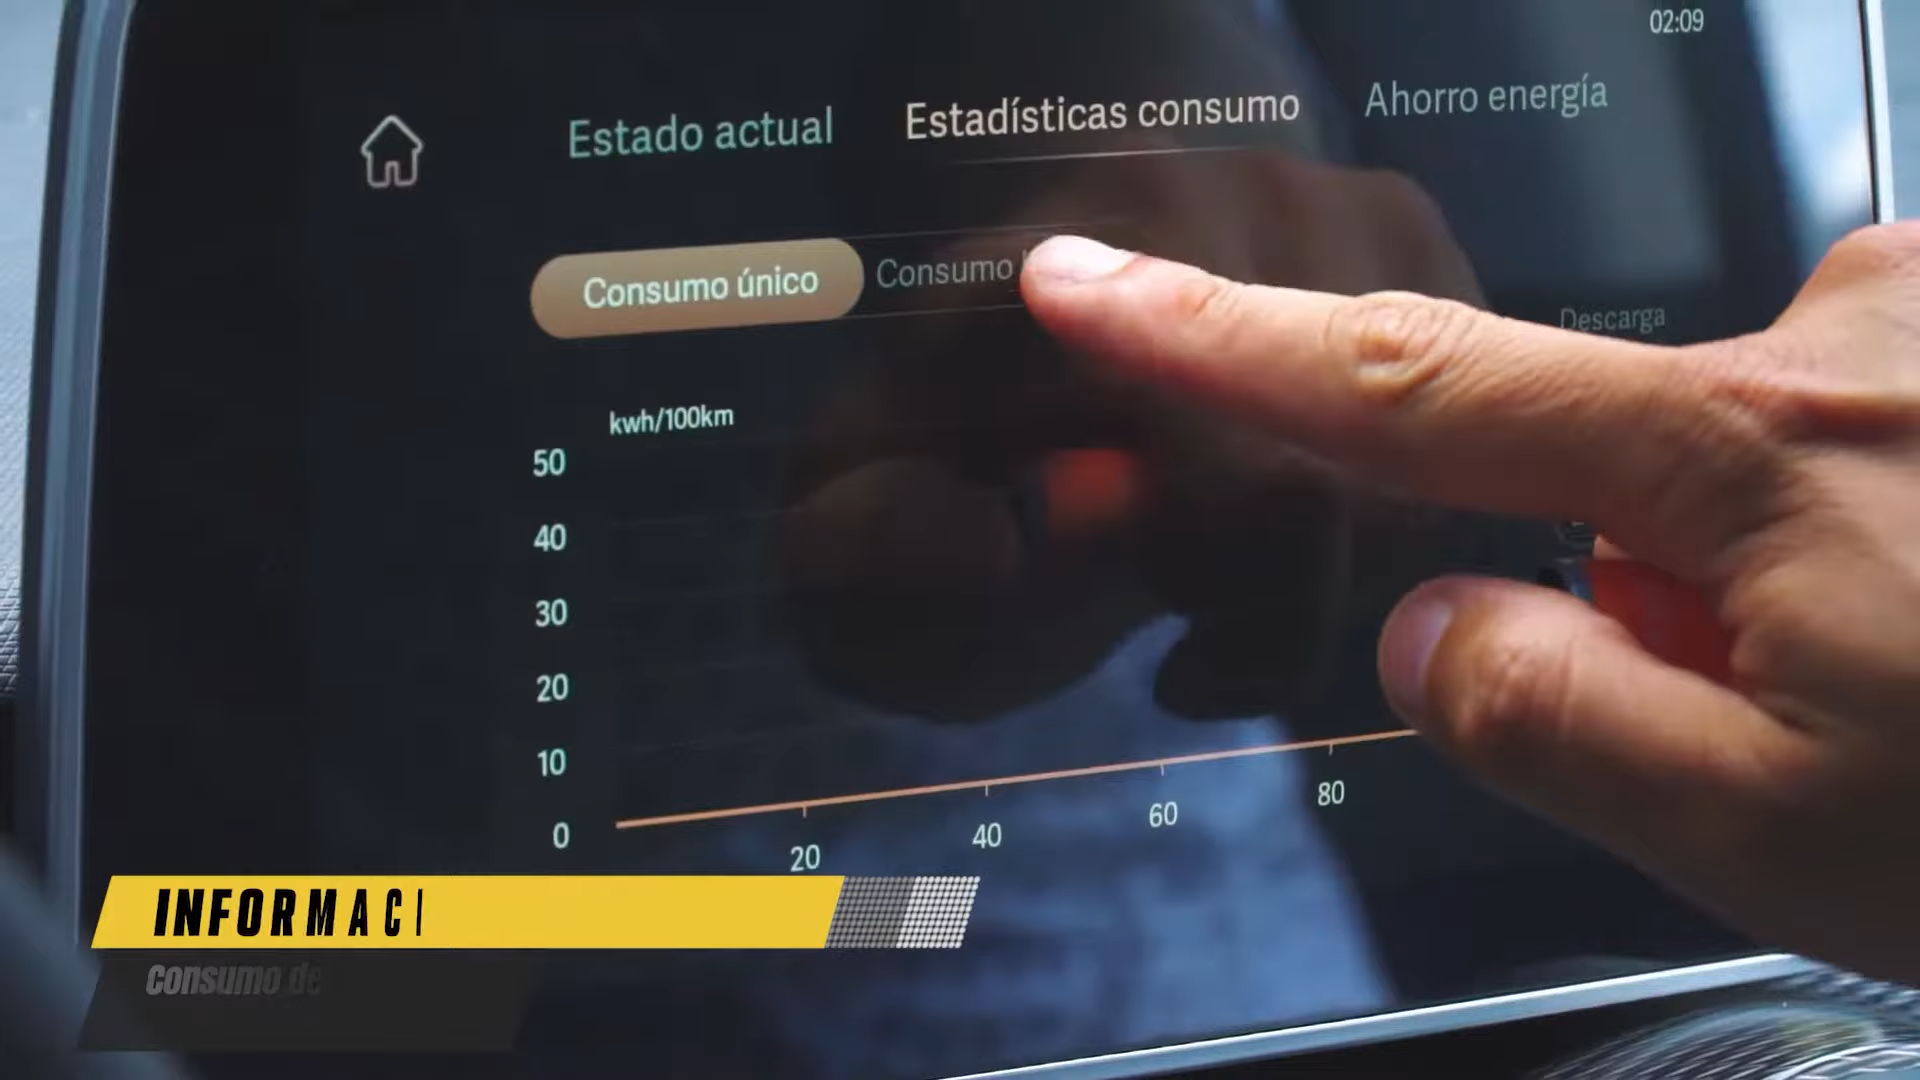 02:09
Estado actual Estadísticas consumo Ahorro energía
Consumo único Consumo
Descarga
kwh/100km
50
40
30
20
10
0
20 40 60 80
INFORMACI
Consumo de